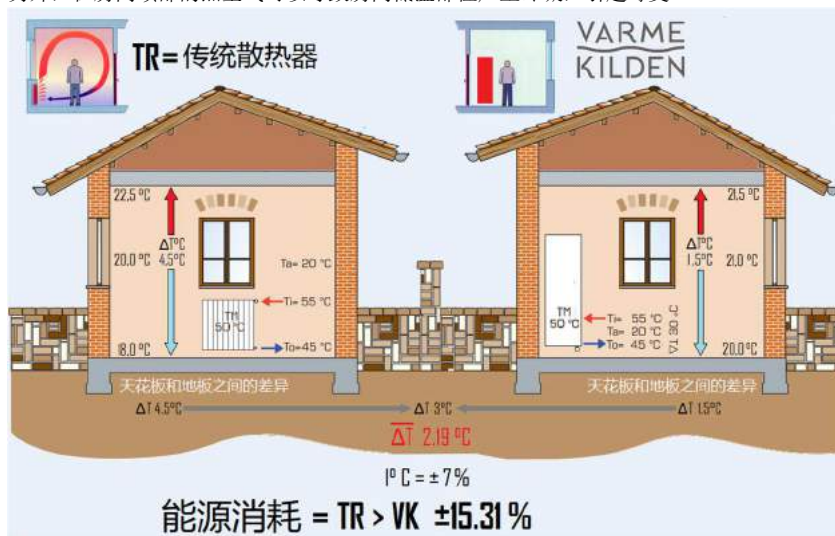 TR= 传统散热器
VARME
KILDEN
22.5 °C
ΔT°C
4.5°C
20.0 °C
18.0°C
Ta= 20 °C
Ti= 55 °C
TM
50 °C
To=45 °C
天花板和地板之间的差异
21.5 °C
ΔT°C
1.5°C
21.0 °C
20.0°C
TM
50 °C
Ti= 55 °C
Ta= 20 °C
To= 45 °C
ΔT 30 °C
天花板和地板之间的差异
ΔT 4.5°C
ΔT 3°C
ΔT 1.5°C
ΔT 2.19 °C
1° C = ± 7%
能源消耗 = TR > VK ±15.31 %